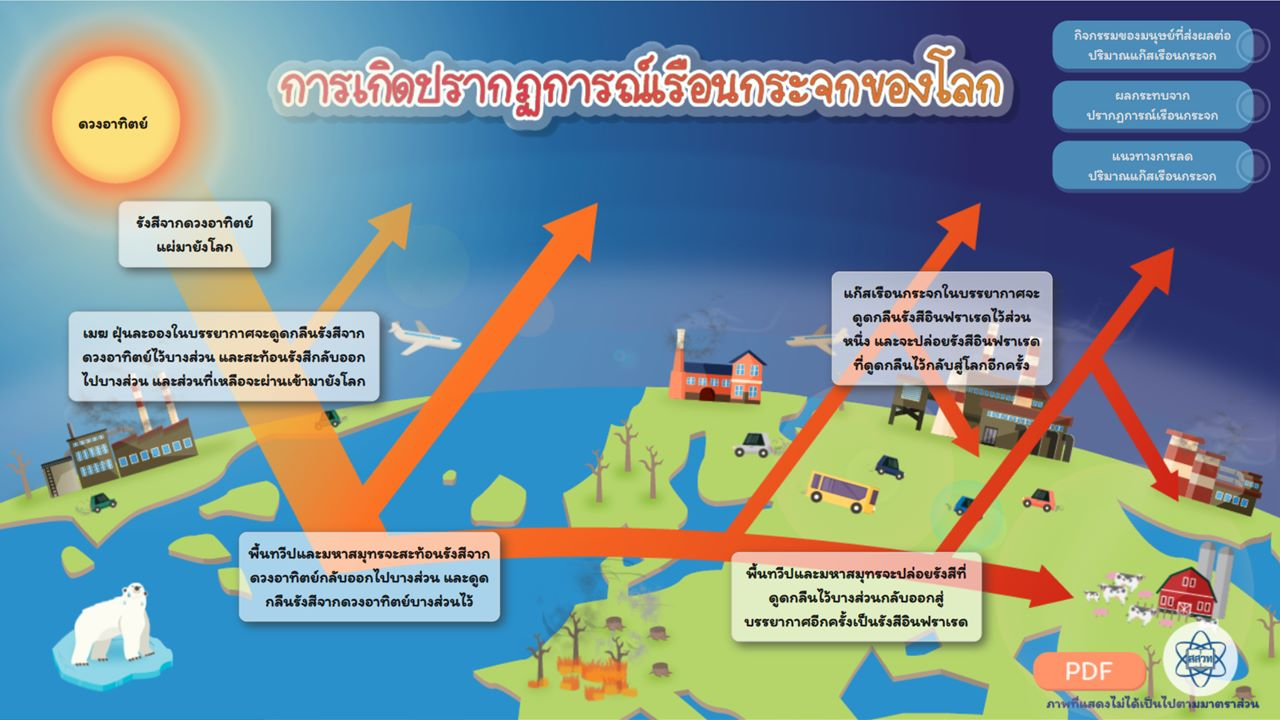 การเกิดปรากฏการณ์เรือนกระจกของโลก
กิจกรรมของมนุษย์ที่ส่งผลต่อ
ปริมาณแก๊สเรือนกระจก
ผลกระทบจาก
ปรากฏการณ์เรือนกระจก
แนวทางการลด
ปริมาณแก๊สเรือนกระจก
ดวงอาทิตย์
รังสีจากดวงอาทิตย์
แผ่มายังโลก
เมฆ ฝุ่นละอองในบรรยากาศจะดูดกลืนรังสีจาก
ดวงอาทิตย์ไว้บางส่วน และสะท้อนรังสีกลับออก
ไปบางส่วน และส่วนที่เหลือจะผ่านเข้ามายังโลก
แก๊สเรือนกระจกในบรรยากาศจะ
ดูดกลืนรังสีอินฟราเรดไว้ส่วน
หนึ่ง และจะปล่อยรังสีอินฟราเรด
ที่ดูดกลืนไว้กลับสู่โลกอีกครั้ง
พื้นทวีปและมหาสมุทรจะสะท้อนรังสีจาก
ดวงอาทิตย์กลับออกไปบางส่วน และดูด
กลืนรังสีจากดวงอาทิตย์บางส่วนไว้
พื้นทวีปและมหาสมุทรจะปล่อยรังสีที่
ดูดกลืนไว้บางส่วนกลับออกสู่
บรรยากาศอีกครั้งเป็นรังสีอินฟราเรด
PDF
สสวท
ภาพที่แสดงไม่ได้เป็นไปตามมาตราส่วน